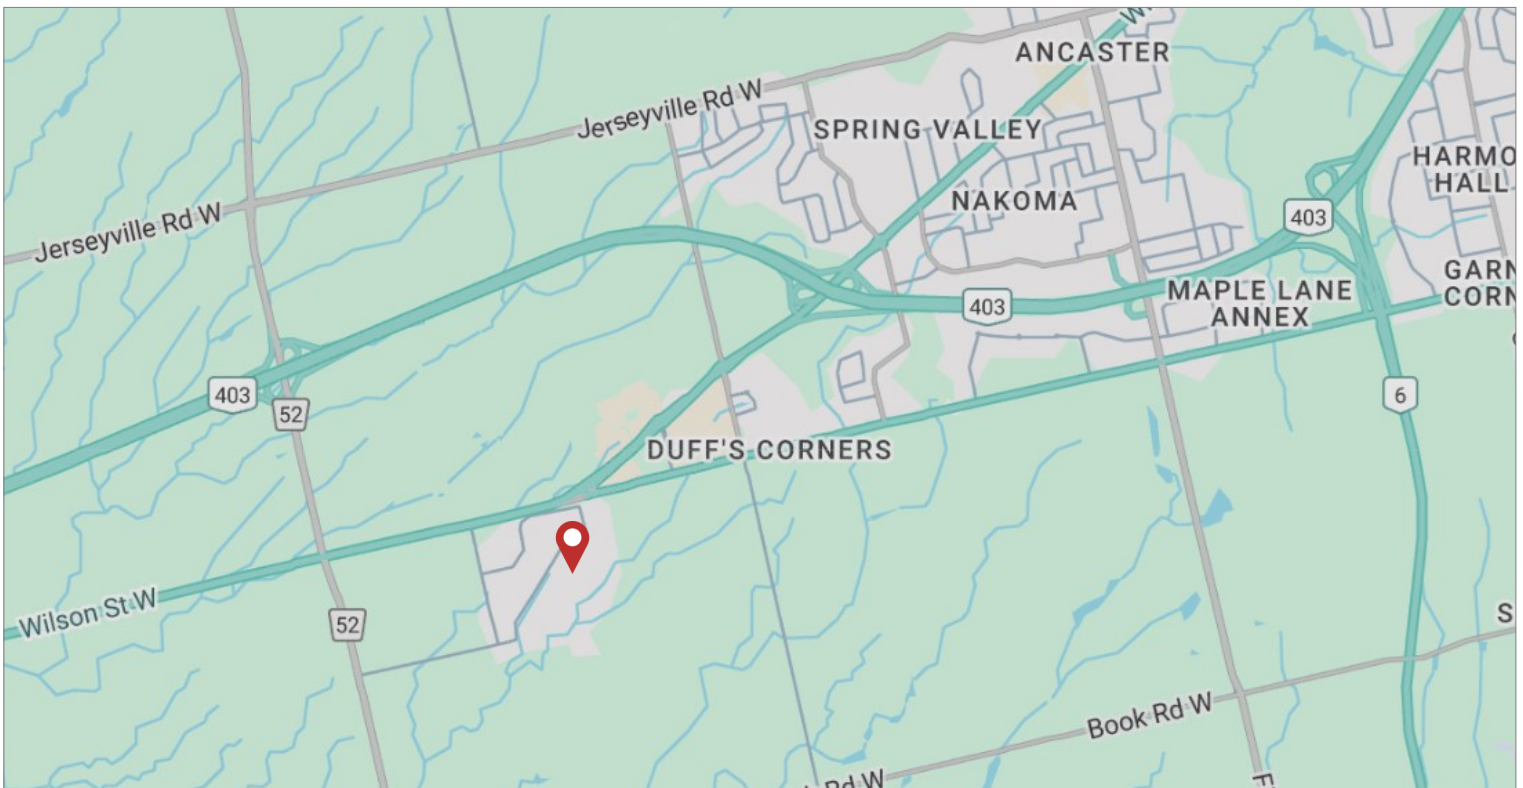 ANCASTER
Jerseyville Rd W
SPRING VALLEY
HARMO
HALL
NAKOMA
Jerseyville Rd W
403
GARN
CORN
MAPLE LANE
ANNEX
403
403
52
6
DUFF'S CORNERS
Wilson St W
52
S
Book Rd W
Rd W